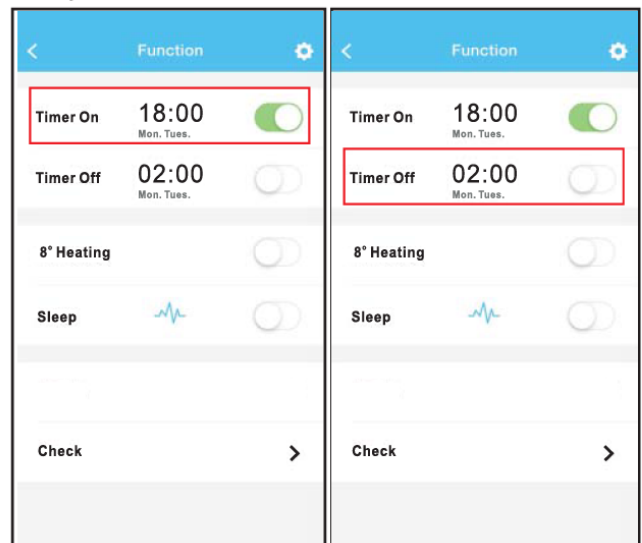 Function
Timer On 18:00
Mon. Tues.
Timer Off 02:00
Mon. Tues.
8° Heating
Sleep
Check
Function
Timer On 18:00
Mon. Tues.
Timer Off 02:00
Mon. Tues.
8° Heating
Sleep
Check